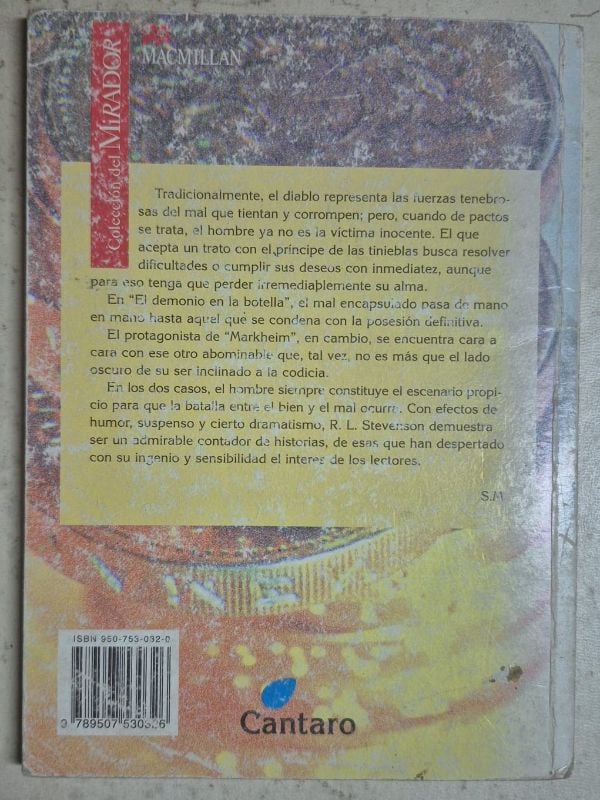 Colección del MIRADOR
MACMILLAN
Tradicionalmente, el diablo representa las fuerzas tenebro-
sas del mal que tientan y corrompen; pero, cuando de pactos
se trata, el hombre ya no es la víctima inocente. El que
acepta un trato con el príncipe de las tinieblas busca resolver
dificultades o cumplir sus deseos con inmediatez, aunque
para eso tenga que perder irremediablemente su alma.
En "El demonio en la botella", el mal encapsulado pasa de mano
en mano hasta aquel que se condena con la posesión definitiva.
El protagonista de "Markheim", en cambio, se encuentra cara a
cara con ese otro abominable que, tal vez, no es más que el lado
oscuro de su ser inclinado a la codicia.
En los dos casos, el hombre siempre constituye el escenario propi-
cio para que la batalla entre el bien y el mal ocurra. Con efectos de
humor, suspenso y cierto dramatismo, R. L. Stevenson demuestra
ser un admirable contador de historias, de esas que han despertado
con su ingenio y sensibilidad el interés de los lectores.
ISBN 950-753-032-0
9 789507 530326
Cantaro